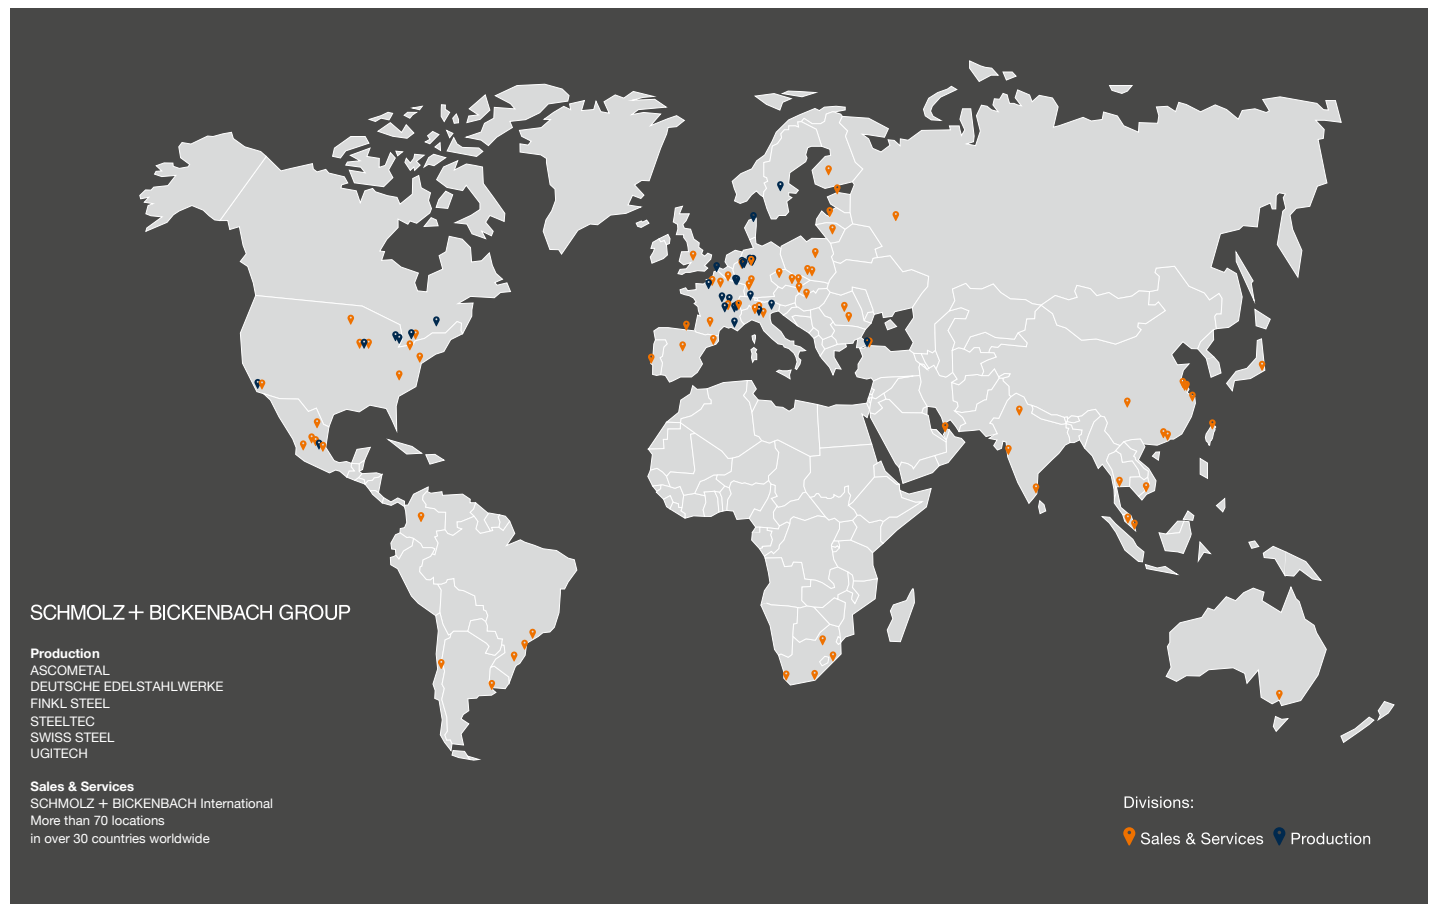 SCHMOLZ + BICKENBACH GROUP
Production
ASCOMETAL
DEUTSCHE EDELSTAHLWERKE
FINKL STEEL
STEELTEC
SWISS STEEL
UGITECH
Sales & Services
SCHMOLZ + BICKENBACH International
More than 70 locations
in over 30 countries worldwide
Divisions:
Sales & Services Production